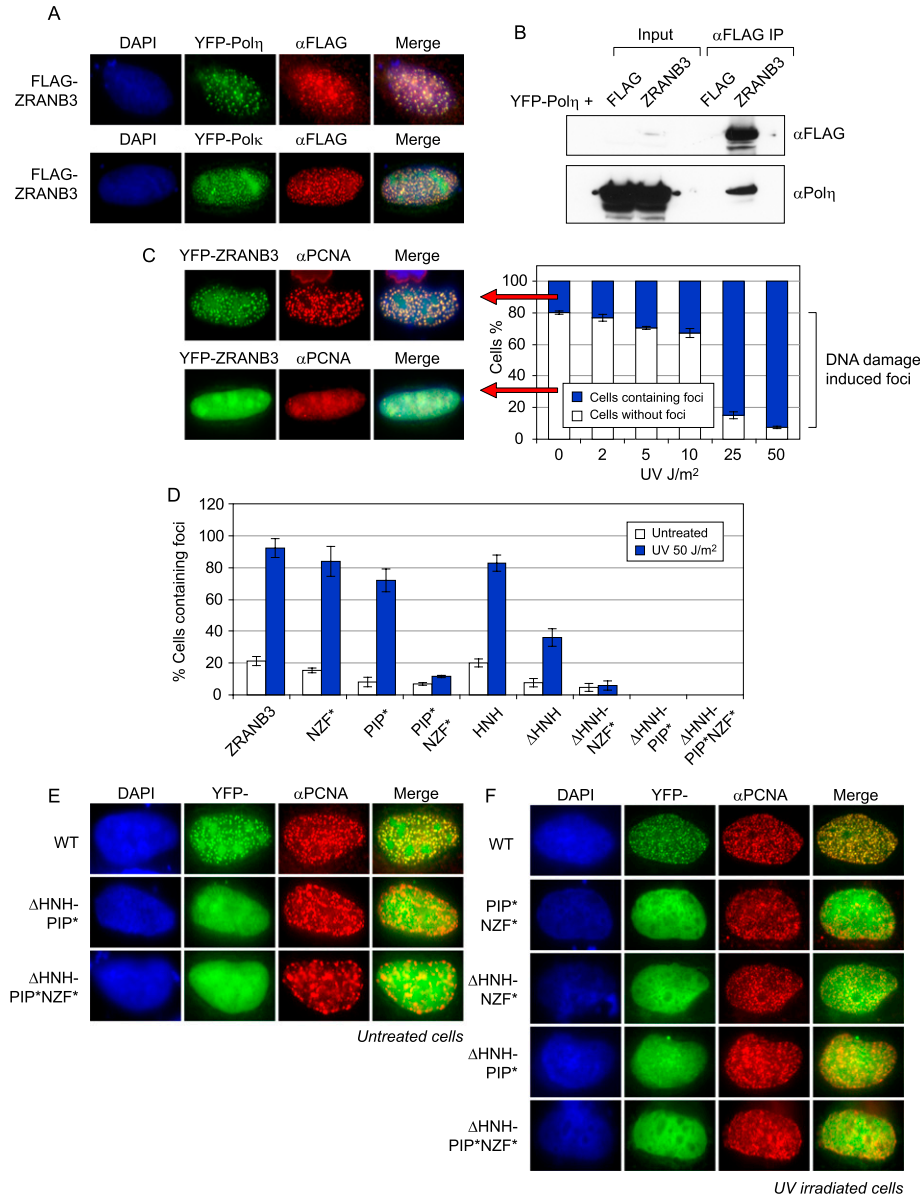 A
DAPI YFP-Polη αFLAG Merge
FLAG-
ZRANB3
DAPI YFP-Polκ αFLAG Merge
FLAG-
ZRANB3
B
Input αFLAG IP
YFP-Polη + FLAG ZRANB3 FLAG ZRANB3
αFLAG
αPolη
C
YFP-ZRANB3 αPCNA Merge
YFP-ZRANB3 αPCNA Merge
Cells %
100
80
60
40
20
0
Cells containing foci
Cells without foci
0 2 5 10 25 50
UV J/m²
DNA damage
induced foci
D
% Cells containing foci
120
100
80
60
40
20
0
Untreated
UV 50 J/m²
ZRANB3
NZF*
PIP*
PIP*
NZF*
HNH
ΔHNH
ΔHNH-
NZF*
ΔHNH-
PIP*
ΔHNH-
PIP*NZF*
E
DAPI YFP- αPCNA Merge
WT
ΔHNH-
PIP*
ΔHNH-
PIP*NZF*
Untreated cells
F
DAPI YFP- αPCNA Merge
WT
PIP*
NZF*
ΔHNH-
NZF*
ΔHNH-
PIP*
ΔHNH-
PIP*NZF*
UV irradiated cells